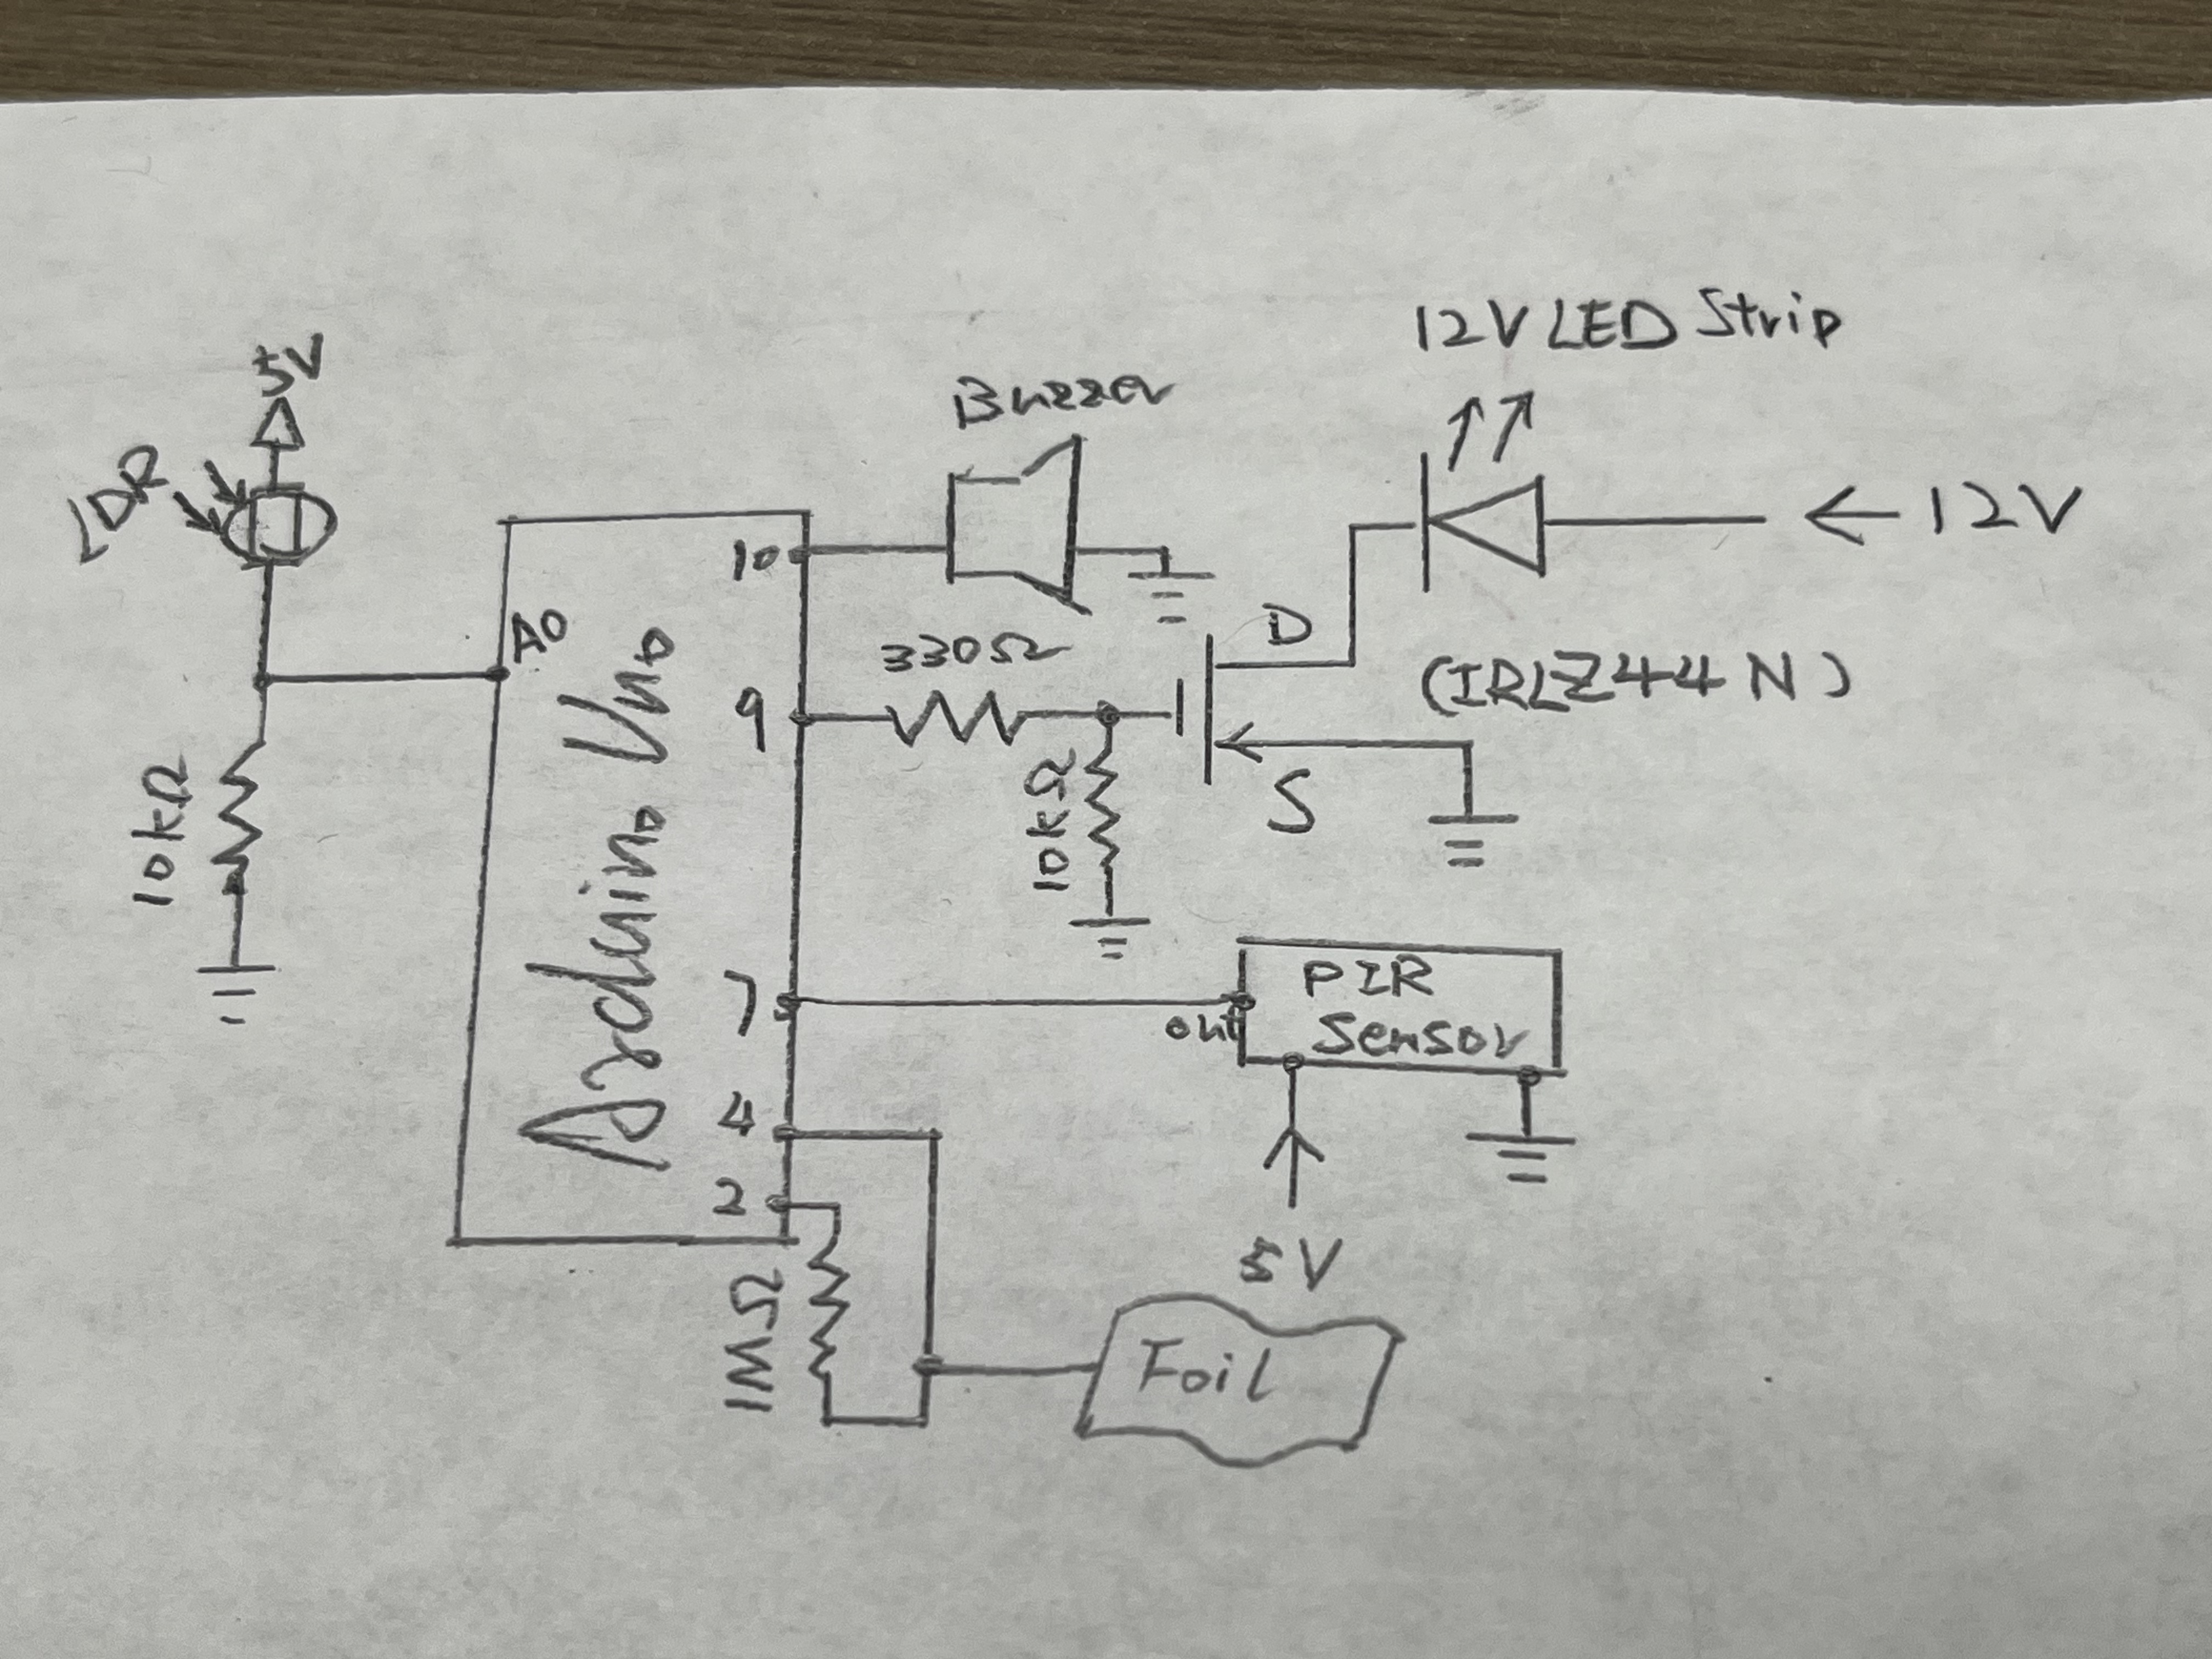 12V LED Strip
5V
Buzzer
LDR
← 12V
10
A0
D
330Ω
(IRLZ44N)
9
10kΩ
10kΩ
S
Arduino Uno
PIR
Sensor
7
out
4
2
5V
1MΩ
Foil